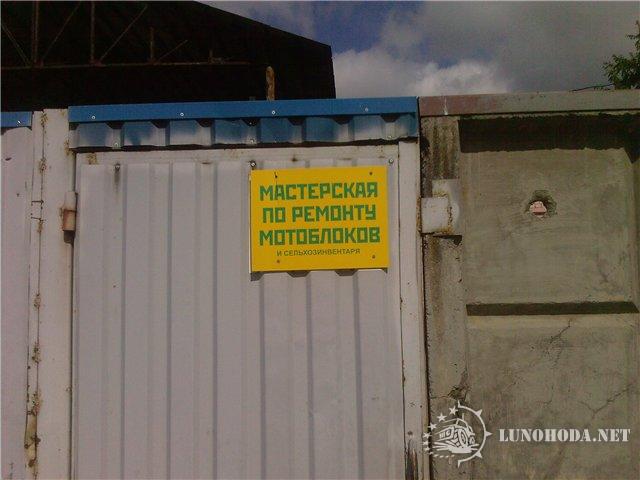 МАСТЕРСКАЯ
ПО РЕМОНТУ
МОТОБЛОКОВ
И СЕЛЬХОЗИНВЕНТАРЯ
LUNOHODA.NET